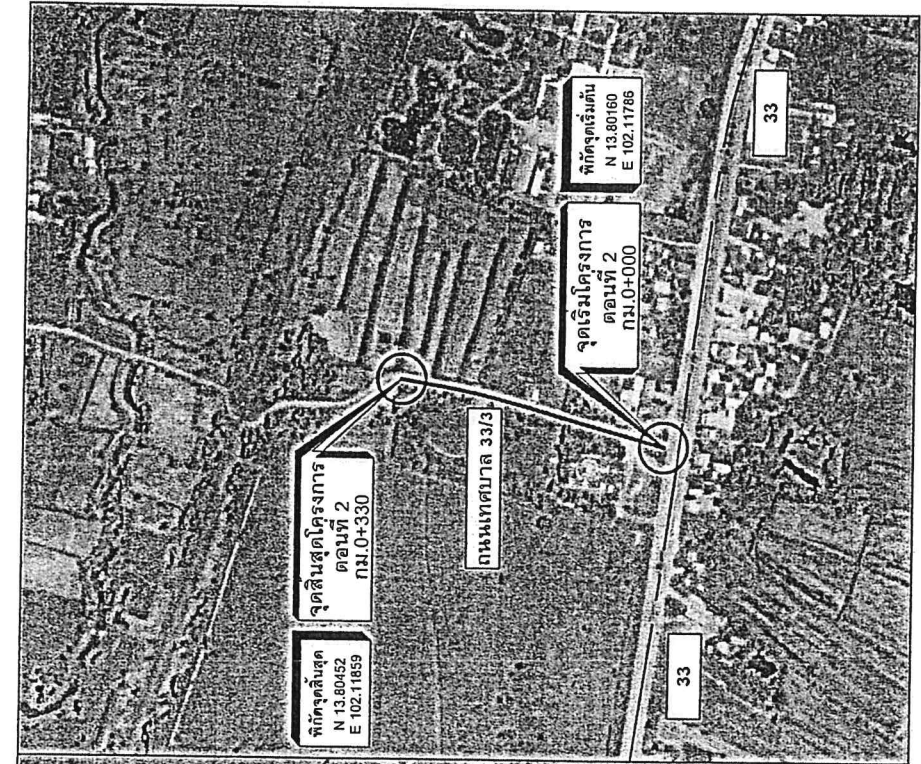 พิกัดจุดสิ้นสุด
N 13.80452
E 102.11859
จุดสิ้นสุดโครงการ
ตอนที่ 2
กม.0+330
ถนนเทศบาล 33/3
จุดเริ่มโครงการ
ตอนที่ 2
กม.0+000
พิกัดจุดเริ่มต้น
N 13.80160
E 102.11786
33
33